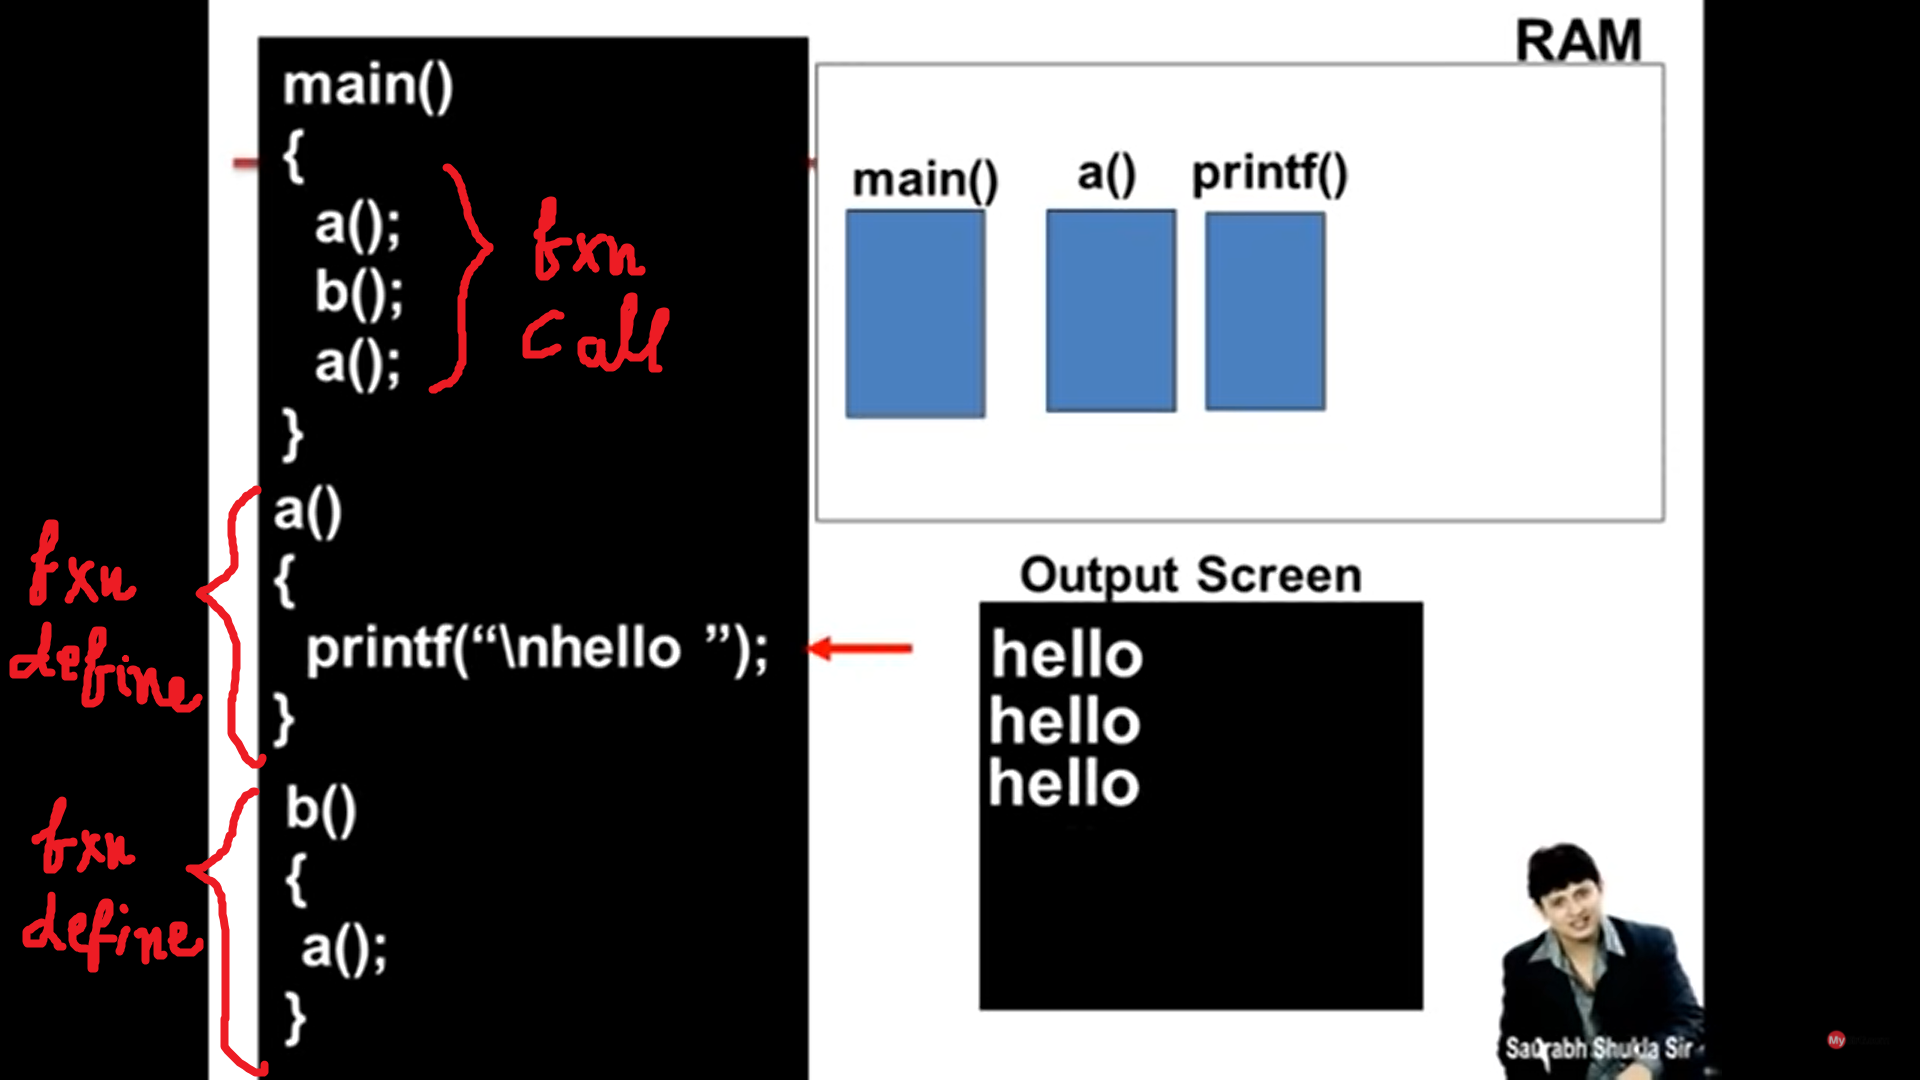 main()
{
a();
b();
a();
}
fxn
call
a()
{
printf(“\nhello ”);
}
fxn
define
b()
{
a();
}
fxn
define
RAM
main() a() printf()
Output Screen
hello
hello
hello
Saurabh Shukla Sir
My